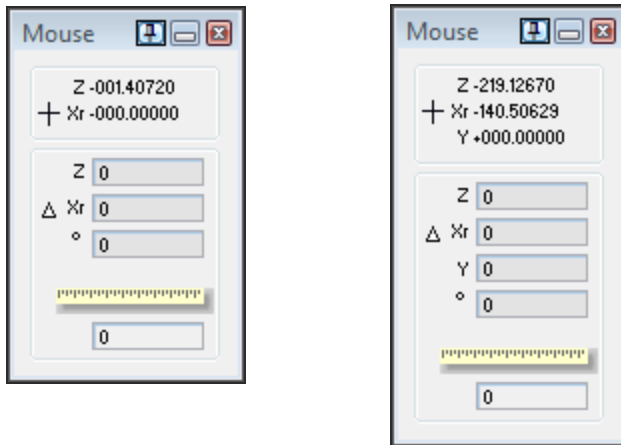 Mouse
Z -001.40720
Xr -000.00000
Z 0
Δ Xr 0
° 0
0
Mouse
Z -219.12670
Xr -140.50629
Y +000.00000
Z 0
Δ Xr 0
Y 0
° 0
0